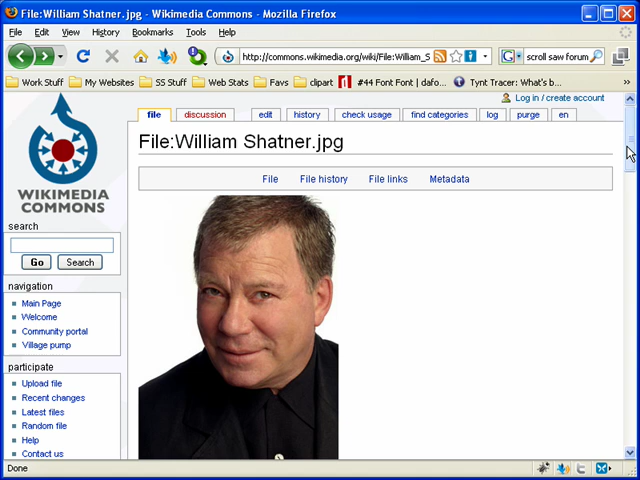 File:William Shatner.jpg - Wikimedia Commons - Mozilla Firefox
File Edit View History Bookmarks Tools Help
http://commons.wikimedia.org/wiki/File:William_S
scroll saw forum
Work Stuff My Websites SS Stuff Web Stats Favs clipart #44 Font Font | dafo... Tynt Tracer: What's b...
Log in / create account
file discussion edit history check usage find categories log purge en
File:William Shatner.jpg
File File history File links Metadata
WIKIMEDIA
COMMONS
search
Go Search
navigation
Main Page
Welcome
Community portal
Village pump
participate
Upload file
Recent changes
Latest files
Random file
Help
Contact us
Done